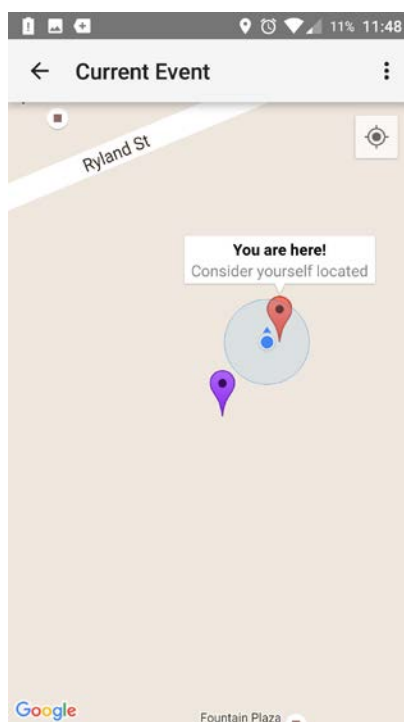 11% 11:48
Current Event
Ryland St
You are here!
Consider yourself located
Google
Fountain Plaza